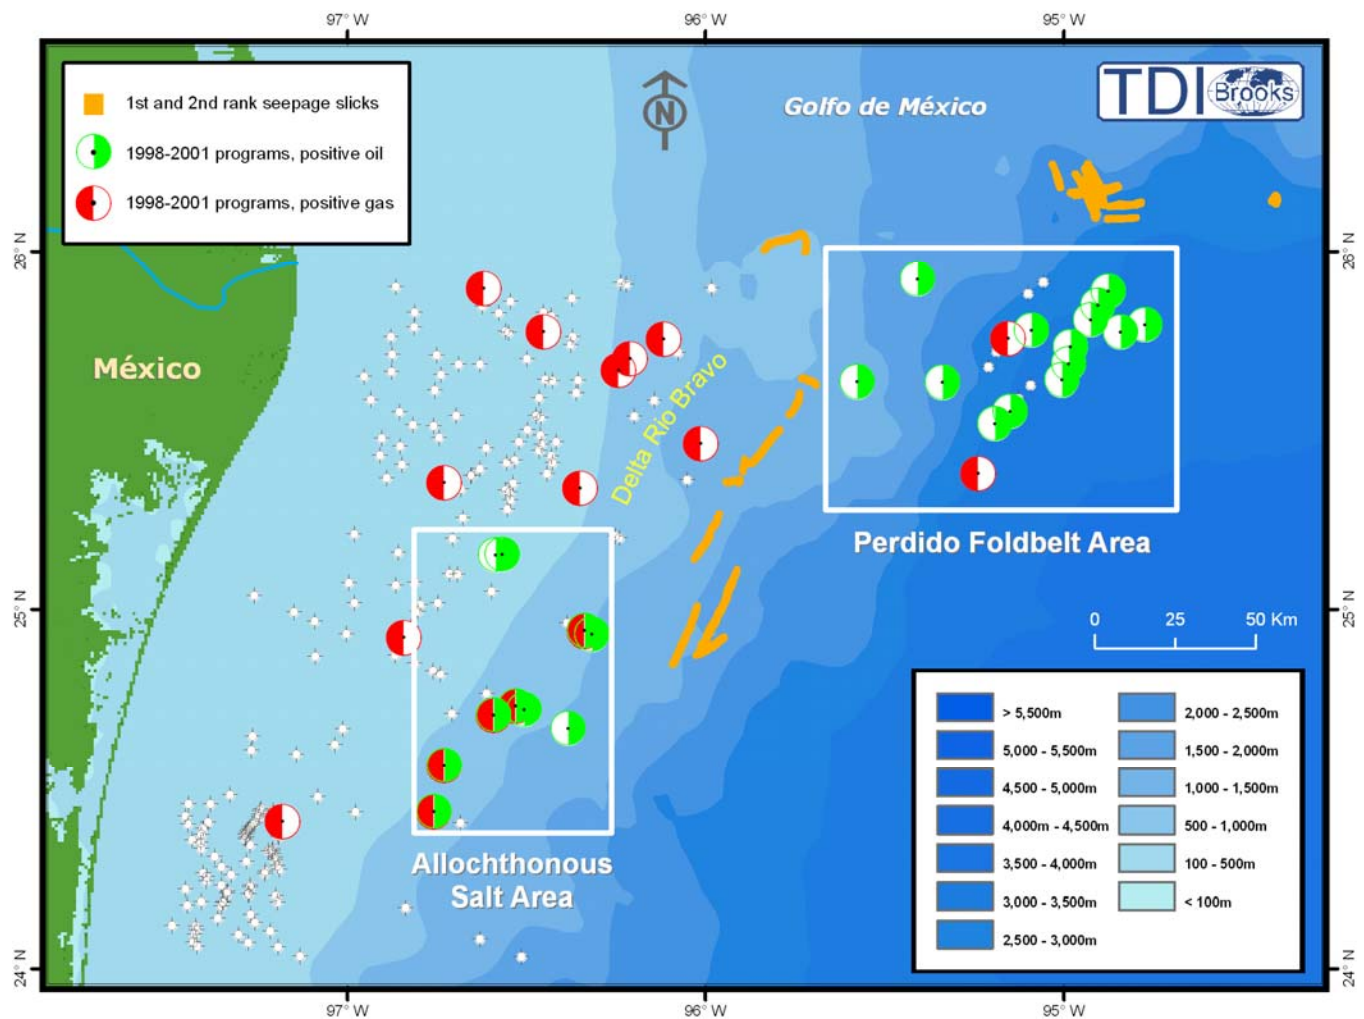 97° W
96° W
95° W
1st and 2nd rank seepage slicks
1998-2001 programs, positive oil
1998-2001 programs, positive gas
N
Golfo de México
TDI
Brooks
26° N
26° N
México
Delta Rio Bravo
Perdido Foldbelt Area
25° N
25° N
0 25 50 Km
Allochthonous
Salt Area
> 5,500m
5,000 - 5,500m
4,500 - 5,000m
4,000m - 4,500m
3,500 - 4,000m
3,000 - 3,500m
2,500 - 3,000m
2,000 - 2,500m
1,500 - 2,000m
1,000 - 1,500m
500 - 1,000m
100 - 500m
< 100m
24° N
24° N
97° W
96° W
95° W